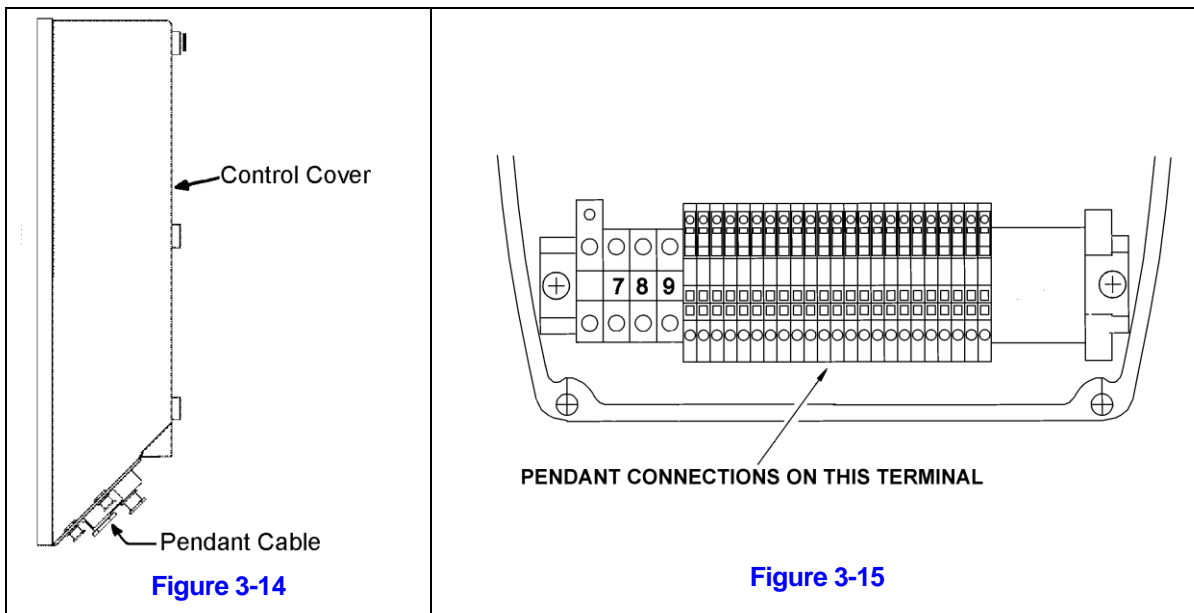 Control Cover
Pendant Cable
Figure 3-14
7 8 9
PENDANT CONNECTIONS ON THIS TERMINAL
Figure 3-15